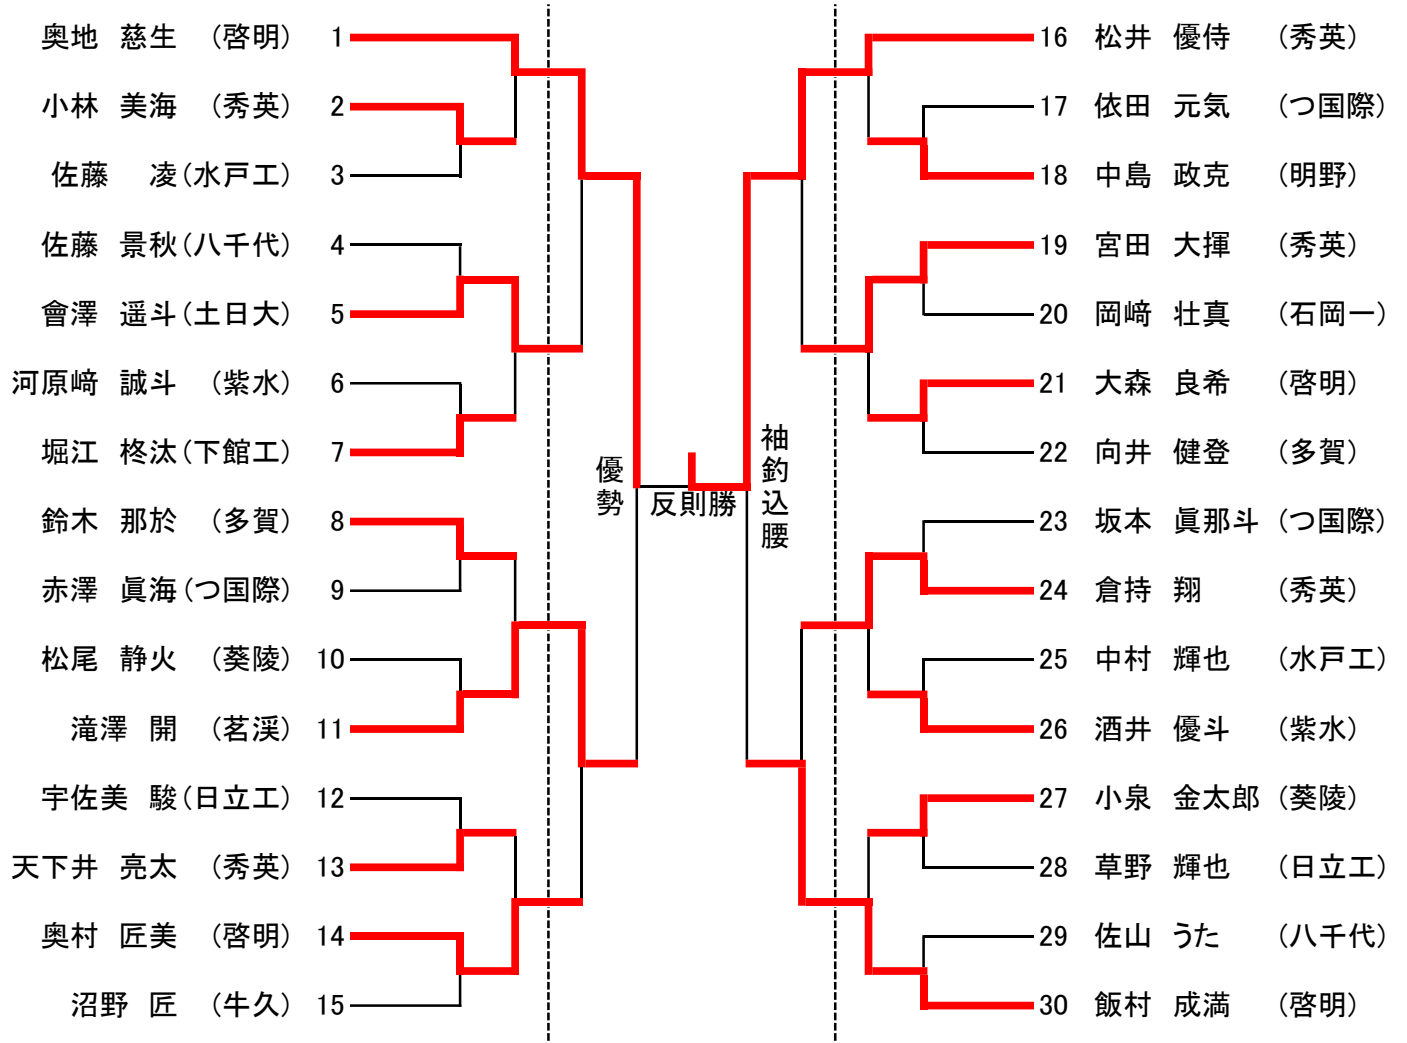 奥地 慈生 （啓明） 1
小林 美海 （秀英） 2
佐藤 凌(水戸工) 3
佐藤 景秋(八千代) 4
會澤 遥斗(土日大) 5
河原﨑 誠斗 （紫水） 6
堀江 柊汰(下館工) 7
鈴木 那於 （多賀） 8
赤澤 眞海(つ国際) 9
松尾 静火 （葵陵） 10
滝澤 開 （茗渓） 11
宇佐美 駿(日立工) 12
天下井 亮太 （秀英） 13
奥村 匠美 （啓明） 14
沼野 匠 （牛久） 15
優勢
反則勝
袖釣込腰
16 松井 優侍 （秀英）
17 依田 元気 （つ国際）
18 中島 政克 （明野）
19 宮田 大揮 （秀英）
20 岡﨑 壮真 （石岡一）
21 大森 良希 （啓明）
22 向井 健登 （多賀）
23 坂本 眞那斗 （つ国際）
24 倉持 翔 （秀英）
25 中村 輝也 （水戸工）
26 酒井 優斗 （紫水）
27 小泉 金太郎 （葵陵）
28 草野 輝也 （日立工）
29 佐山 うた （八千代）
30 飯村 成満 （啓明）